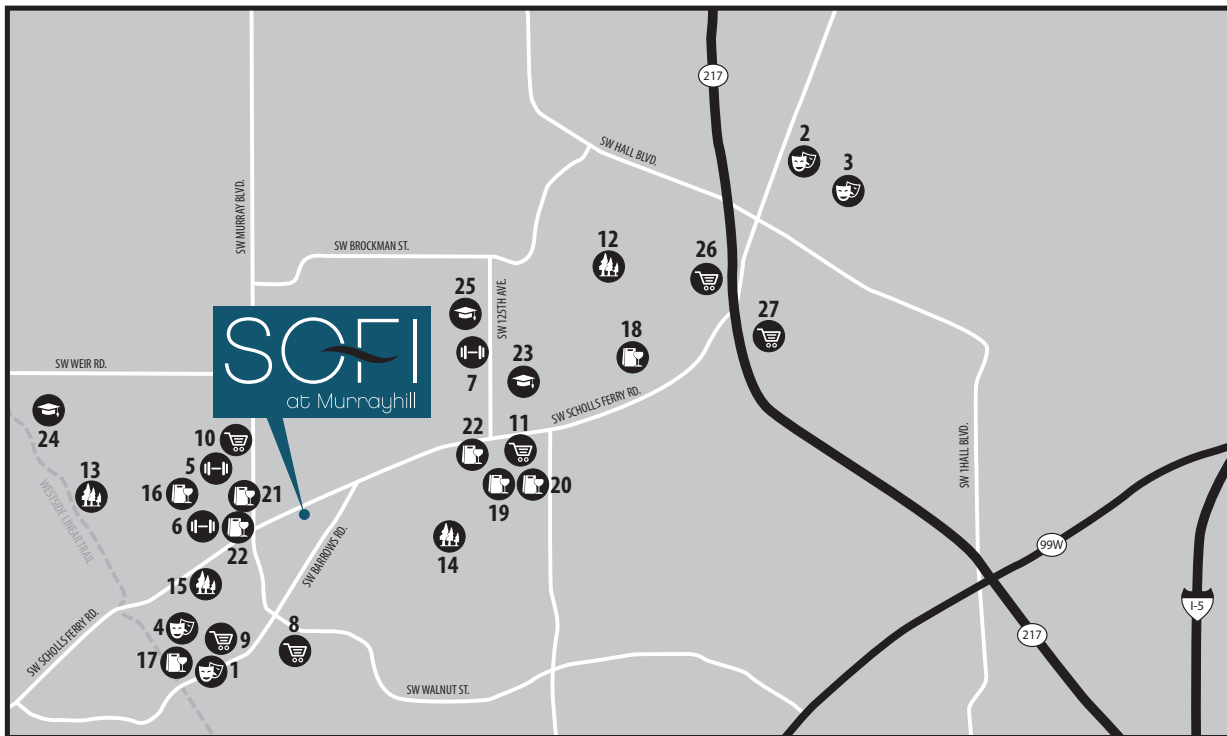 217
2
3
SW HALL BLVD.
SW MURRAY BLVD.
SW BROCKMAN ST.
12
26
25
SW 125TH AVE.
27
SOFI
at Murrayhill
18
7
23
SW WEIR RD.
SW SCHOLLS FERRY RD.
24
10
22
11
SW 1HALL BLVD.
5
13
16
21
19
20
WESTSIDE LINEAR TRAIL
6
22
SW BARROWS RD.
14
99W
15
I-5
4
9
8
217
SW SCHOLLS FERRY RD.
17
1
SW WALNUT ST.